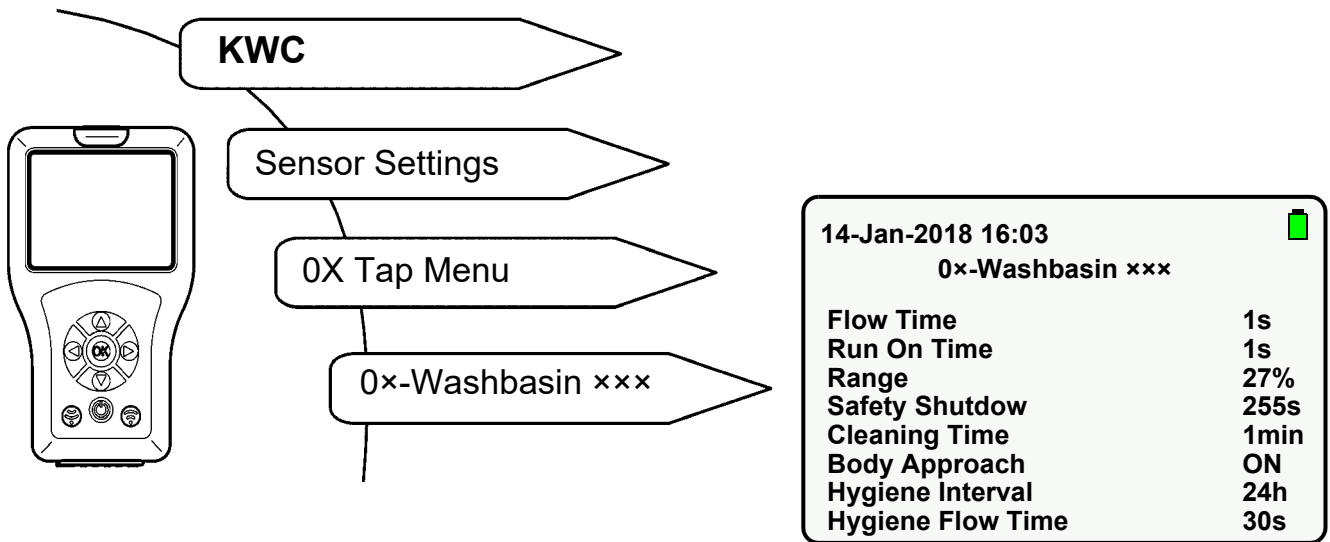 KWC
Sensor Settings
0X Tap Menu
0×-Washbasin ×××
OK
14-Jan-2018 16:03
0×-Washbasin ×××
Flow Time 1s
Run On Time 1s
Range 27%
Safety Shutdow 255s
Cleaning Time 1min
Body Approach ON
Hygiene Interval 24h
Hygiene Flow Time 30s